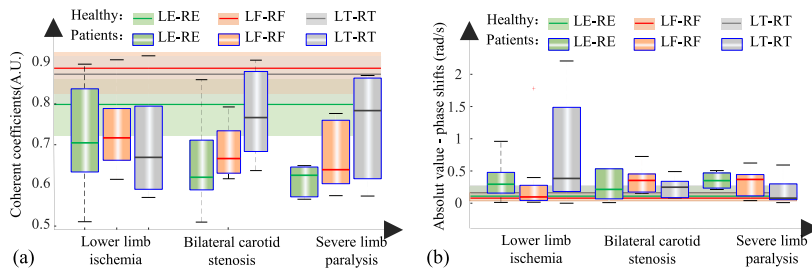 Healthy: LE-RE LF-RF LT-RT
Patients: LE-RE LF-RF LT-RT
Coherent coefficients(A.U.)
0.9
0.8
0.7
0.6
0.5
Lower limb ischemia
Bilateral carotid stenosis
Severe limb paralysis
(a)
Healthy: LE-RE LF-RF LT-RT
Patients: LE-RE LF-RF LT-RT
Absolut value - phase shifts (rad/s)
2
1.5
1
0.5
0
Lower limb ischemia
Bilateral carotid stenosis
Severe limb paralysis
(b)